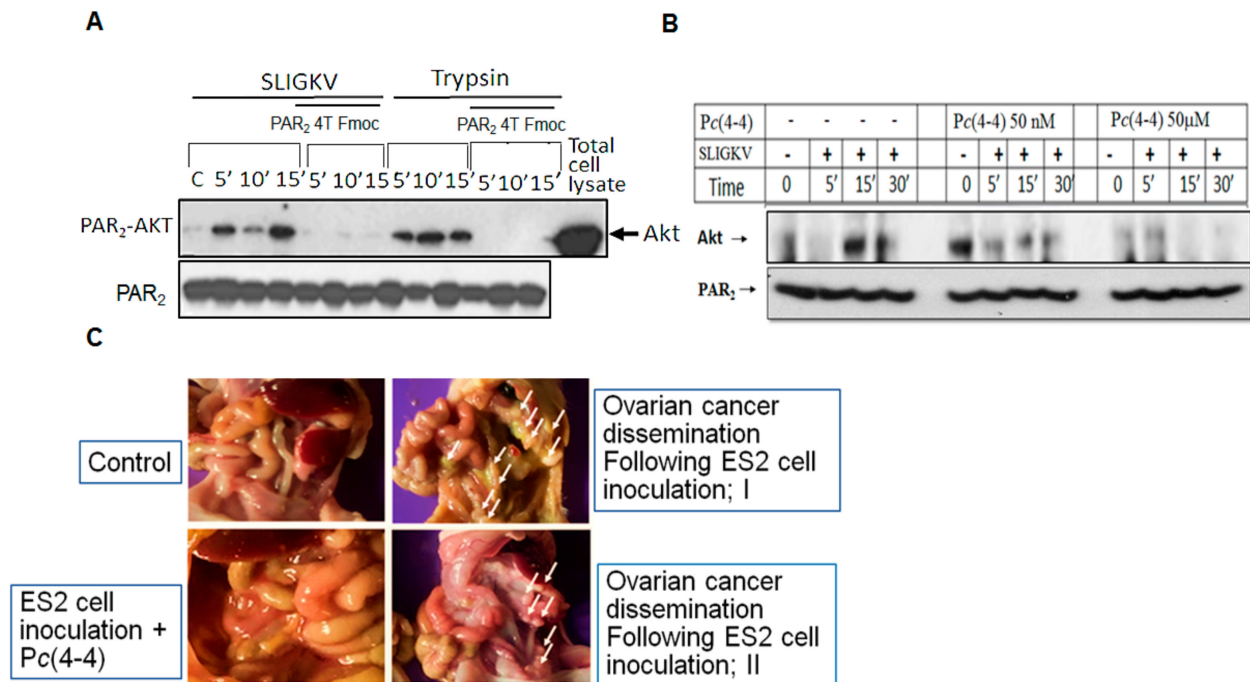 A
SLIGKV Trypsin
PAR₂ 4T Fmoc PAR₂ 4T Fmoc
Total
cell
lysate
C 5′ 10′ 15′ 5′ 10′ 15 5′ 10′ 15′ 5′ 10′ 15′
PAR₂-AKT
Akt
PAR₂
B
Pc(4-4) - - - - Pc(4-4) 50 nM Pc(4-4) 50μM
SLIGKV - + + + - + + + - + + +
Time 0 5′ 15′ 30′ 0 5′ 15′ 30′ 0 5′ 15′ 30′
Akt →
PAR₂ →
C
Control
Ovarian cancer
dissemination
Following ES2 cell
inoculation; I
ES2 cell
inoculation +
Pc(4-4)
Ovarian cancer
dissemination
Following ES2 cell
inoculation; II